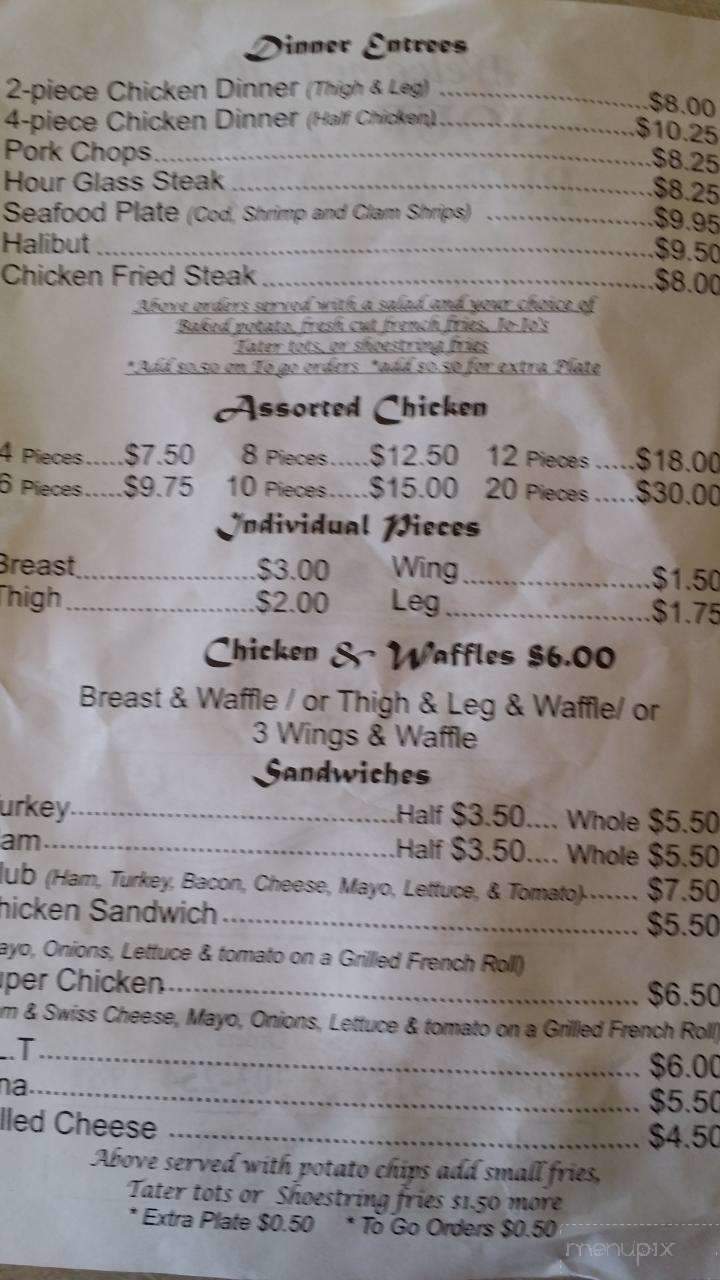 Dinner Entrees
2-piece Chicken Dinner (Thigh & Leg) ........ $8.00
4-piece Chicken Dinner (Half Chicken) ........ $10.25
Pork Chops ........ $8.25
Hour Glass Steak ........ $8.25
Seafood Plate (Cod, Shrimp and Clam Shrips) ........ $9.95
Halibut ........ $9.50
Chicken Fried Steak ........ $8.00
Above orders served with a salad and your choice of
Baked potato, fresh cut french fries, Jo-Jo's
Tater tots, or shoestring fries
*Add $0.50 on To go orders *add $0.50 for extra Plate
Assorted Chicken
4 Pieces.....$7.50 8 Pieces.....$12.50 12 Pieces.....$18.00
6 Pieces.....$9.75 10 Pieces.....$15.00 20 Pieces.....$30.00
Individual Pieces
Breast ........ $3.00 Wing ........ $1.50
Thigh ........ $2.00 Leg ........ $1.75
Chicken & Waffles $6.00
Breast & Waffle / or Thigh & Leg & Waffle/ or
3 Wings & Waffle
Sandwiches
urkey ........ Half $3.50.... Whole $5.50
am ........ Half $3.50.... Whole $5.50
lub (Ham, Turkey, Bacon, Cheese, Mayo, Lettuce, & Tomato)....... $7.50
hicken Sandwich ........ $5.50
ayo, Onions, Lettuce & tomato on a Grilled French Roll)
uper Chicken ........ $6.50
m & Swiss Cheese, Mayo, Onions, Lettuce & tomato on a Grilled French Roll)
L.T ........ $6.00
na ........ $5.50
lled Cheese ........ $4.50
Above served with potato chips add small fries,
Tater tots or Shoestring fries $1.50 more
* Extra Plate $0.50 * To Go Orders $0.50
menupix